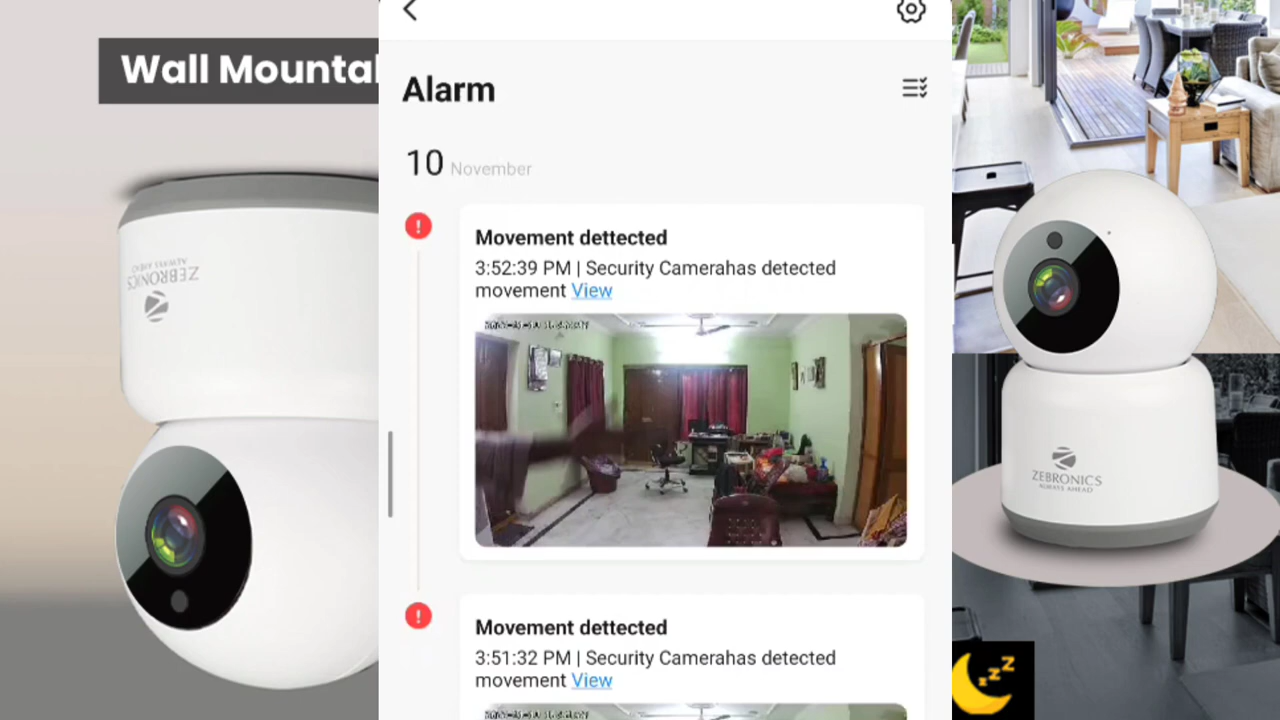 Wall Mounta
ZEBRONICS
ALWAYS AHEAD
Alarm
10 November
Movement dettected
3:52:39 PM | Security Camerahas detected
movement View
Movement dettected
3:51:32 PM | Security Camerahas detected
movement View
ZEBRONICS
ALWAYS AHEAD
z z Z